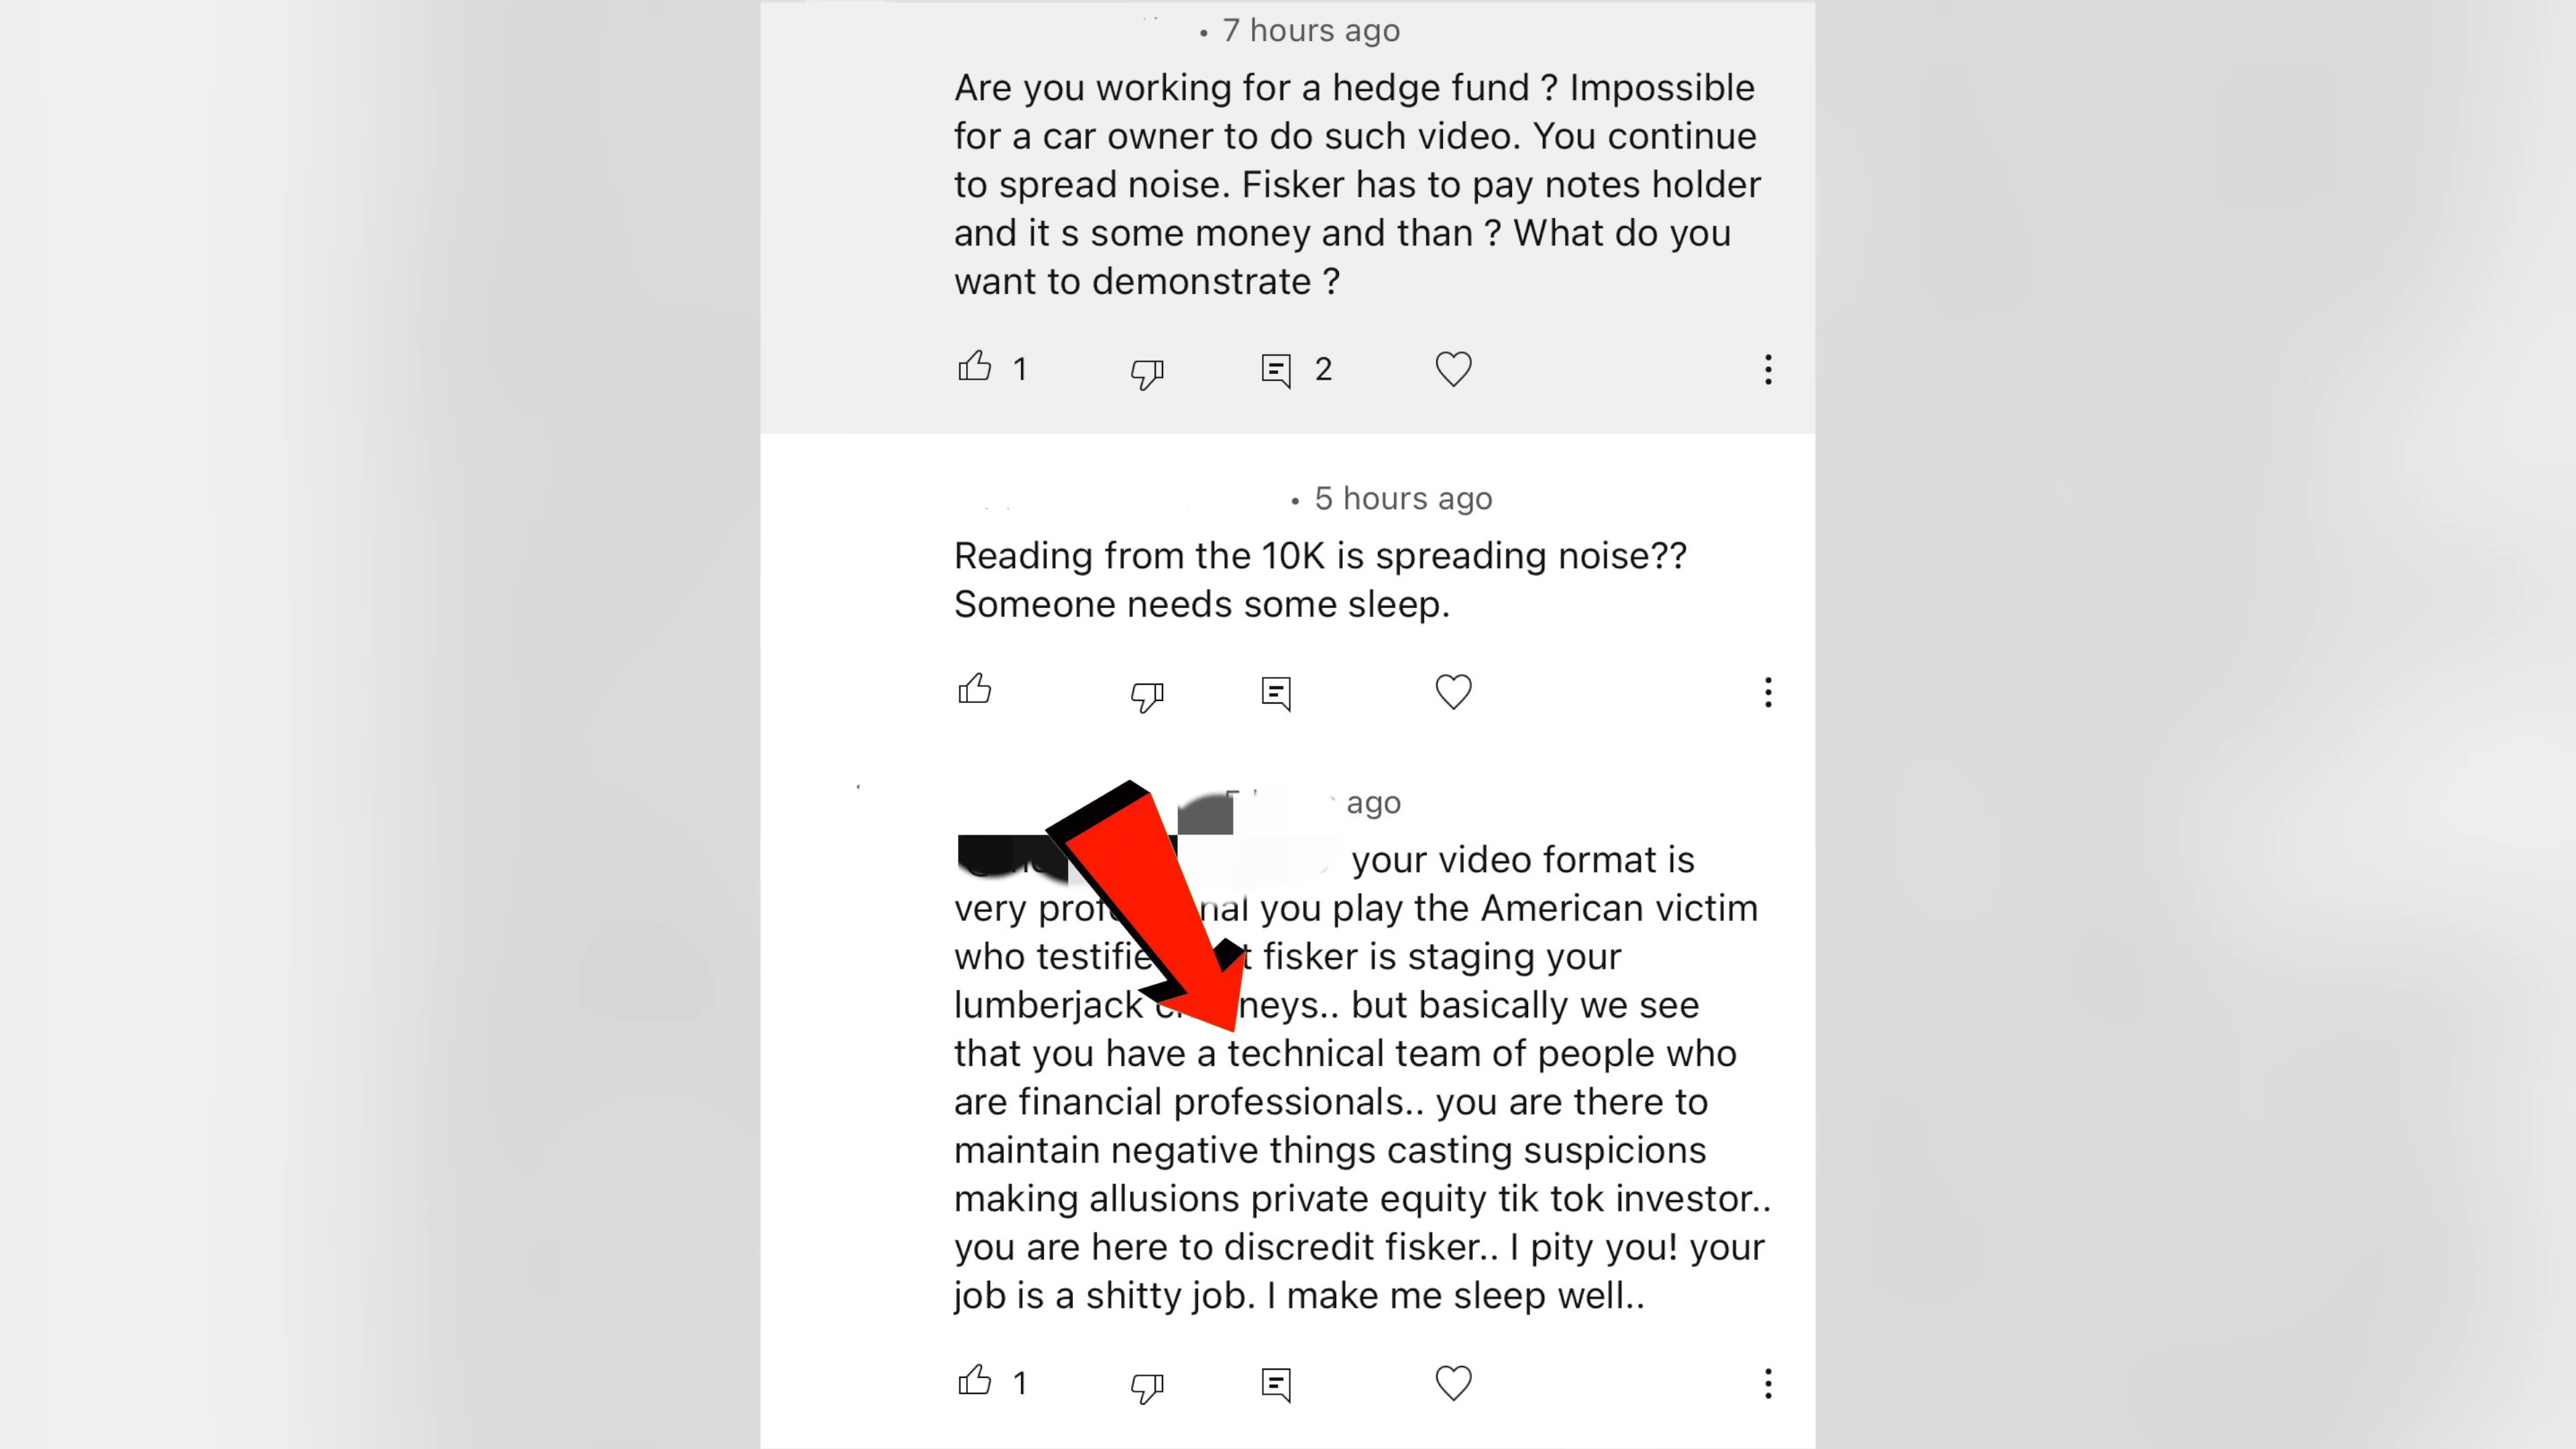 • 7 hours ago
Are you working for a hedge fund ? Impossible
for a car owner to do such video. You continue
to spread noise. Fisker has to pay notes holder
and it s some money and than ? What do you
want to demonstrate ?
1 2
• 5 hours ago
Reading from the 10K is spreading noise??
Someone needs some sleep.
ago
your video format is
very you play the American victim
who fisker is staging your
lumberjack but basically we see
that you have a technical team of people who
are financial professionals.. you are there to
maintain negative things casting suspicions
making allusions private equity tik tok investor..
you are here to discredit fisker.. I pity you! your
job is a shitty job. I make me sleep well..
1